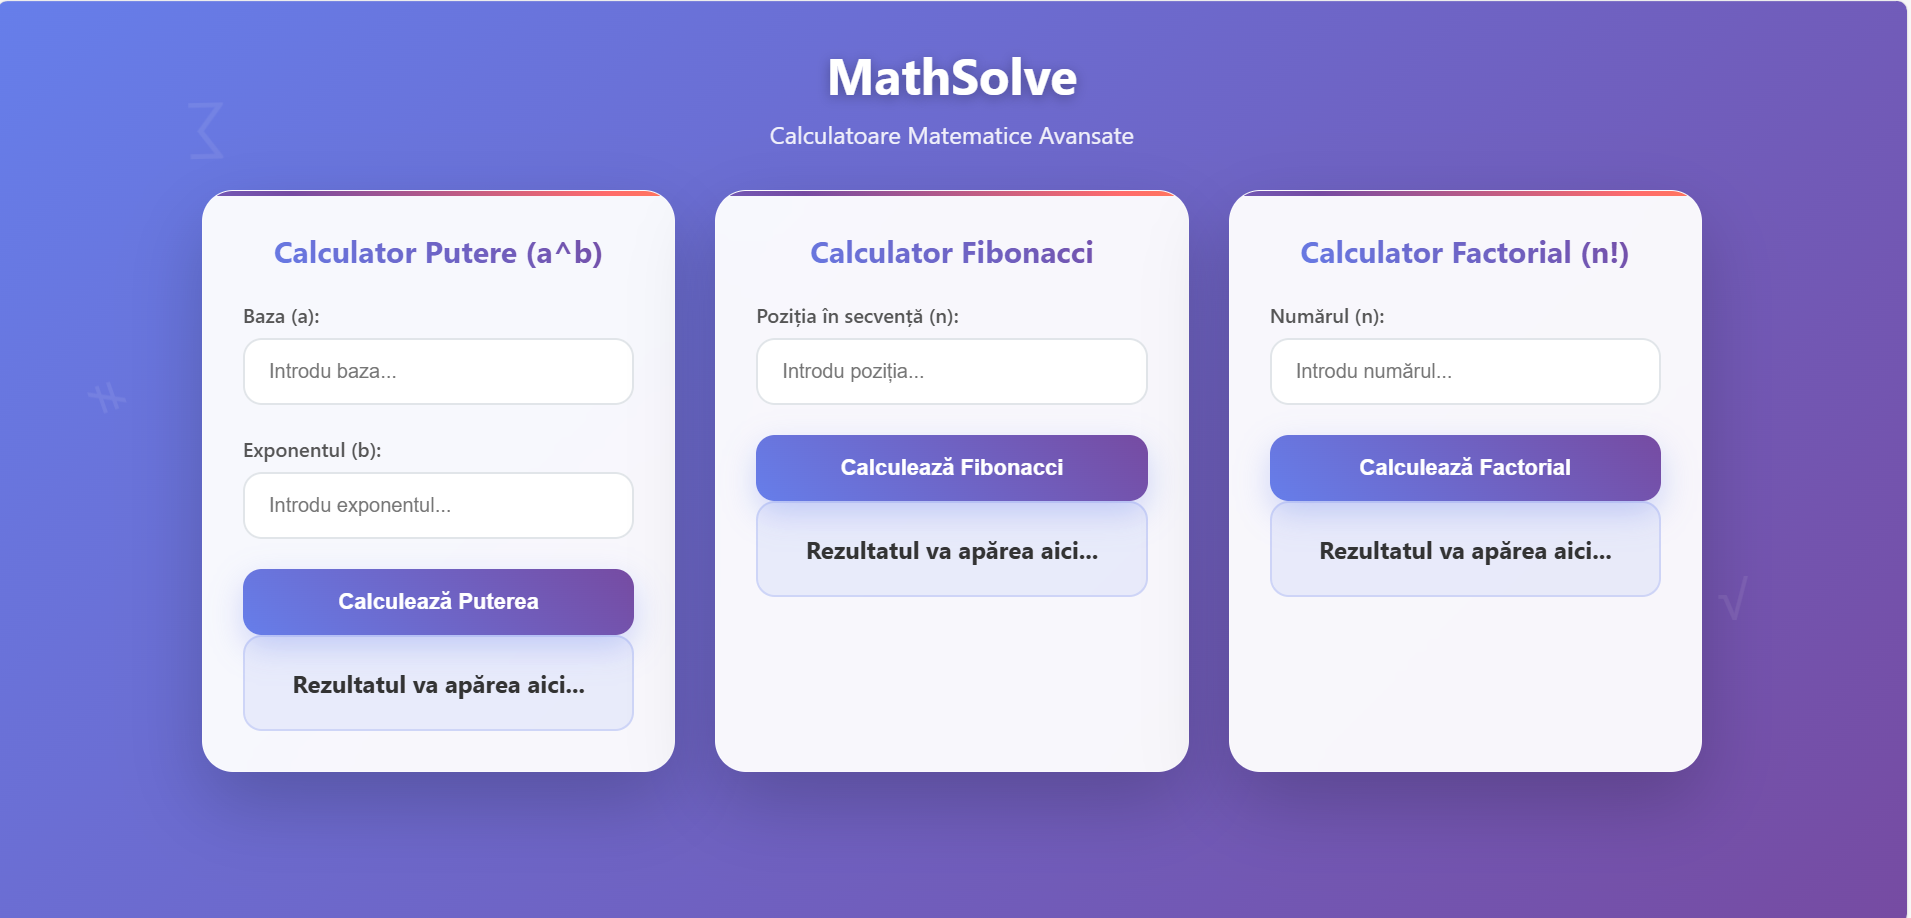 MathSolve
Calculatoare Matematice Avansate
∑
Calculator Putere (a^b)
Baza (a):
Introdu baza...
Exponentul (b):
Introdu exponentul...
Calculează Puterea
Rezultatul va apărea aici...
Calculator Fibonacci
Poziția în secvență (n):
Introdu poziția...
Calculează Fibonacci
Rezultatul va apărea aici...
Calculator Factorial (n!)
Numărul (n):
Introdu numărul...
Calculează Factorial
Rezultatul va apărea aici...
√